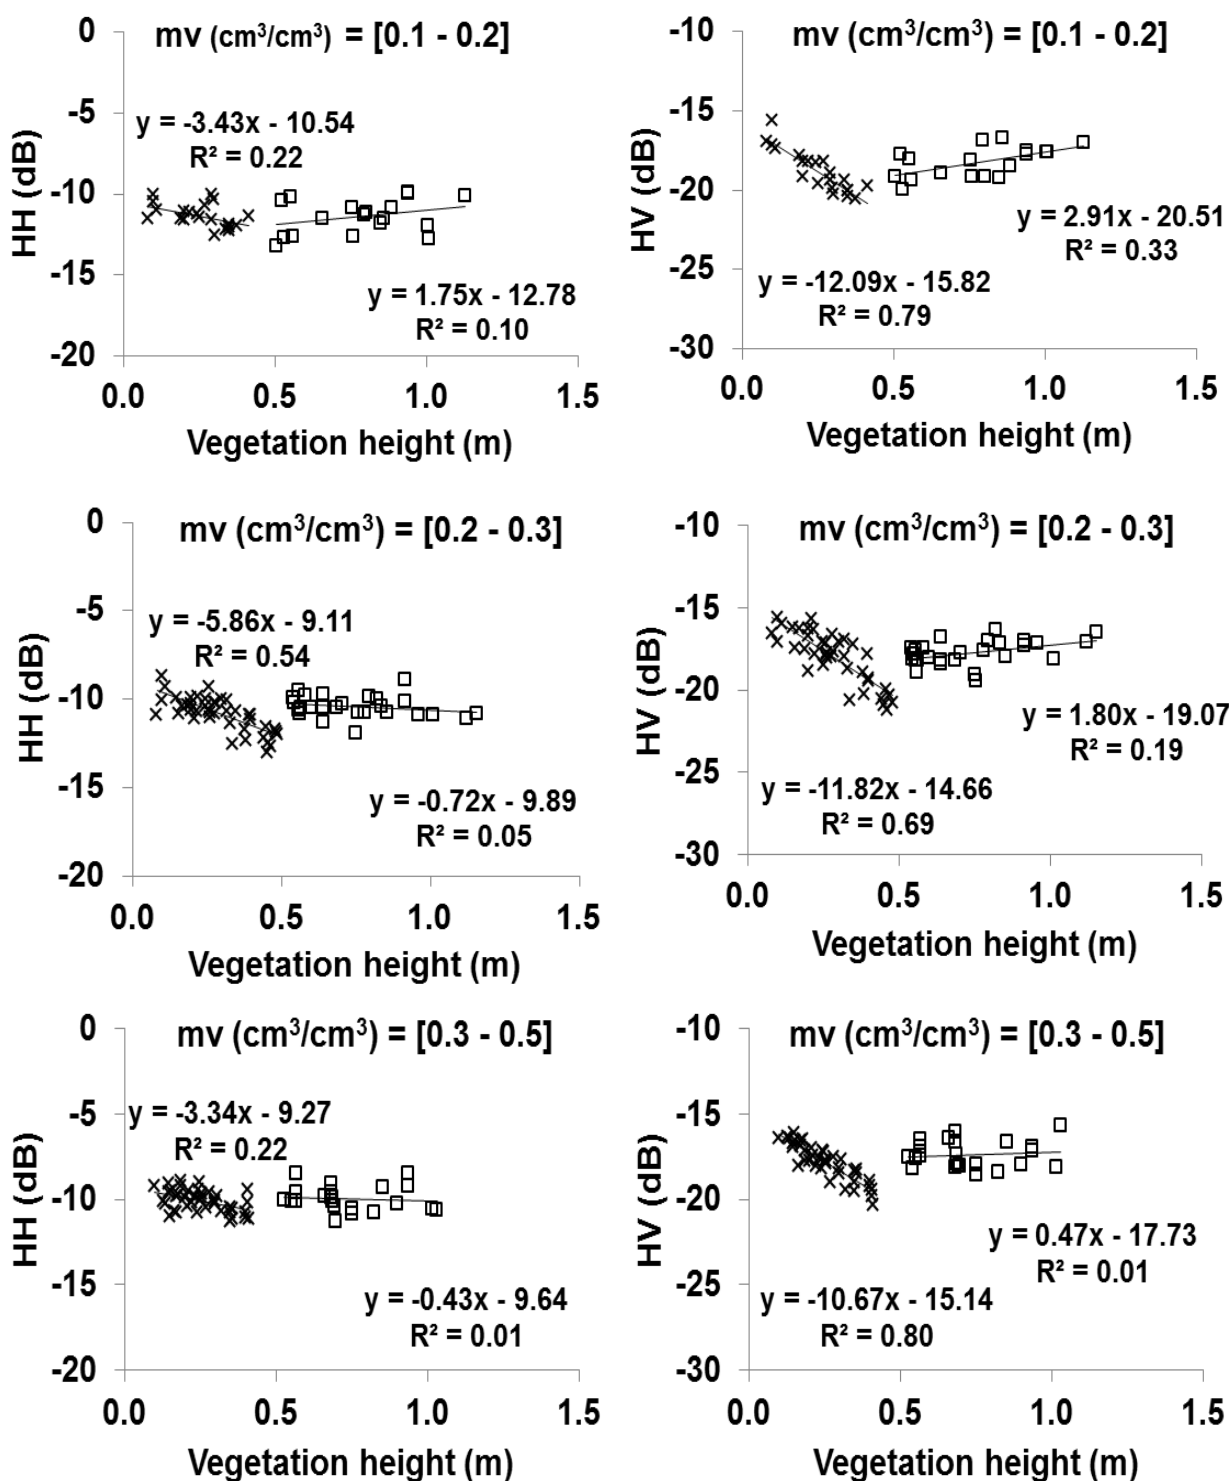 mv (cm³/cm³) = [0.1 - 0.2]
HH (dB)
0
-5
-10
-15
-20
y = -3.43x - 10.54
R² = 0.22
y = 1.75x - 12.78
R² = 0.10
0.0 0.5 1.0 1.5
Vegetation height (m)
mv (cm³/cm³) = [0.1 - 0.2]
HV (dB)
-10
-15
-20
-25
-30
2.91x - 20.51
R² = 0.33
y = -12.09x - 15.82
R² = 0.79
0.0 0.5 1.0 1.5
Vegetation height (m)
mv (cm³/cm³) = [0.2 - 0.3]
HH (dB)
0
-5
-10
-15
-20
y = -5.86x - 9.11
R² = 0.54
y = -0.72x - 9.89
R² = 0.05
0.0 0.5 1.0 1.5
Vegetation height (m)
mv (cm³/cm³) = [0.2 - 0.3]
HV (dB)
-10
-15
-20
-25
-30
y = 1.80x - 19.07
R² = 0.19
y = -11.82x - 14.66
R² = 0.69
0.0 0.5 1.0 1.5
Vegetation height (m)
mv (cm³/cm³) = [0.3 - 0.5]
HH (dB)
0
-5
-10
-15
-20
y = -3.34x - 9.27
R² = 0.22
y = -0.43x - 9.64
R² = 0.01
0.0 0.5 1.0 1.5
Vegetation height (m)
mv (cm³/cm³) = [0.3 - 0.5]
HV (dB)
-10
-15
-20
-25
-30
y = 0.47x - 17.73
R² = 0.01
y = -10.67x - 15.14
R² = 0.80
0.0 0.5 1.0 1.5
Vegetation height (m)